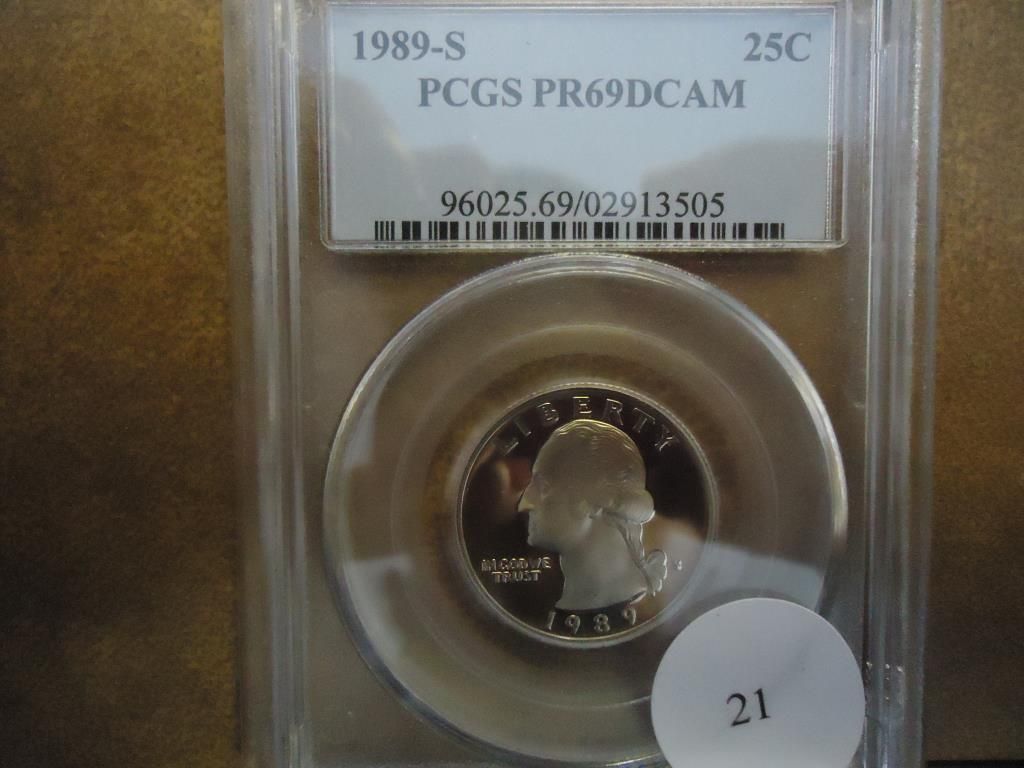 1989-S 25C
PCGS PR69DCAM
96025.69/02913505
LIBERTY
IN GOD WE
TRUST
1989
21